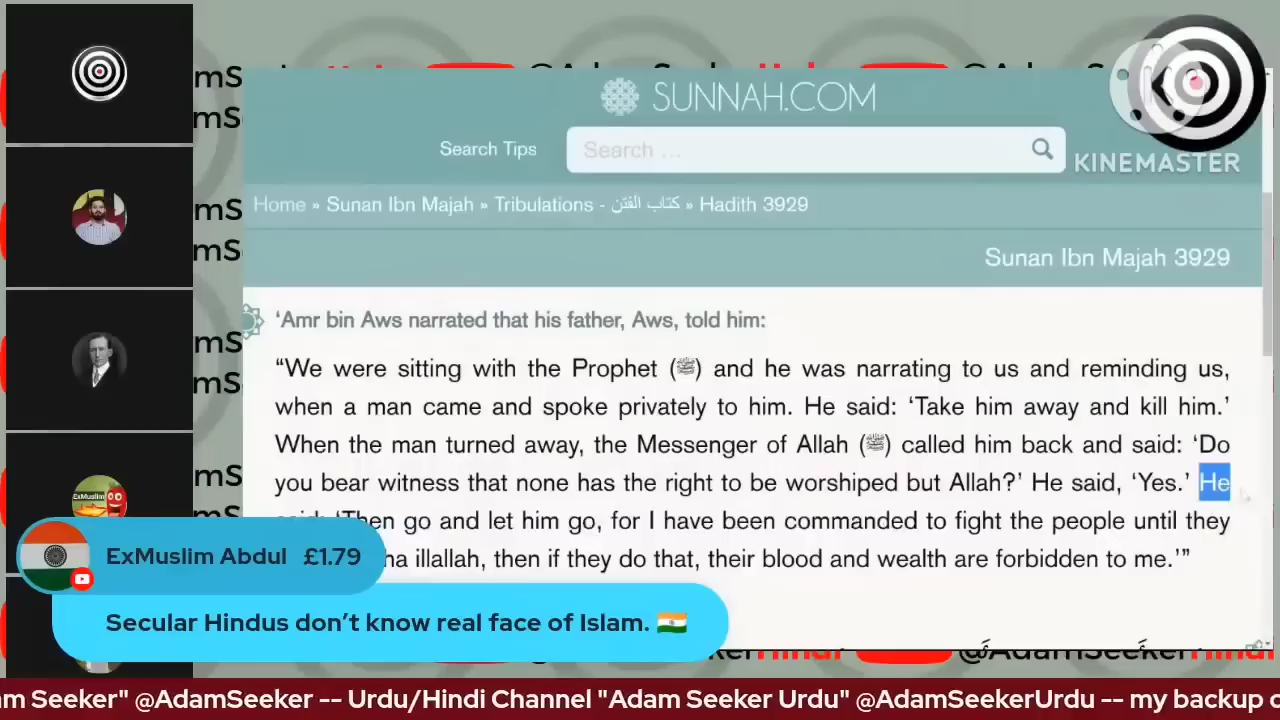 SUNNAH.COM
Search Tips
Search ...
KINEMASTER
Home » Sunan Ibn Majah » Tribulations - كتاب الفتن » Hadith 3929
Sunan Ibn Majah 3929
‘Amr bin Aws narrated that his father, Aws, told him:
“We were sitting with the Prophet (ﷺ) and he was narrating to us and reminding us,
when a man came and spoke privately to him. He said: ‘Take him away and kill him.’
When the man turned away, the Messenger of Allah (ﷺ) called him back and said: ‘Do
you bear witness that none has the right to be worshiped but Allah?’ He said, ‘Yes.’ He
‘Then go and let him go, for I have been commanded to fight the people until they
illallah, then if they do that, their blood and wealth are forbidden to me.’”
ExMuslim
ExMuslim Abdul £1.79
Secular Hindus don’t know real face of Islam. 🇮🇳
@AdamSeekerHindi
am Seeker" @AdamSeeker -- Urdu/Hindi Channel "Adam Seeker Urdu" @AdamSeekerUrdu -- my backup c